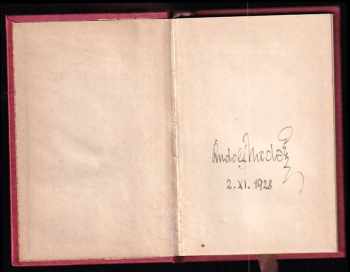 Rudolf Medek
2. XI. 1928